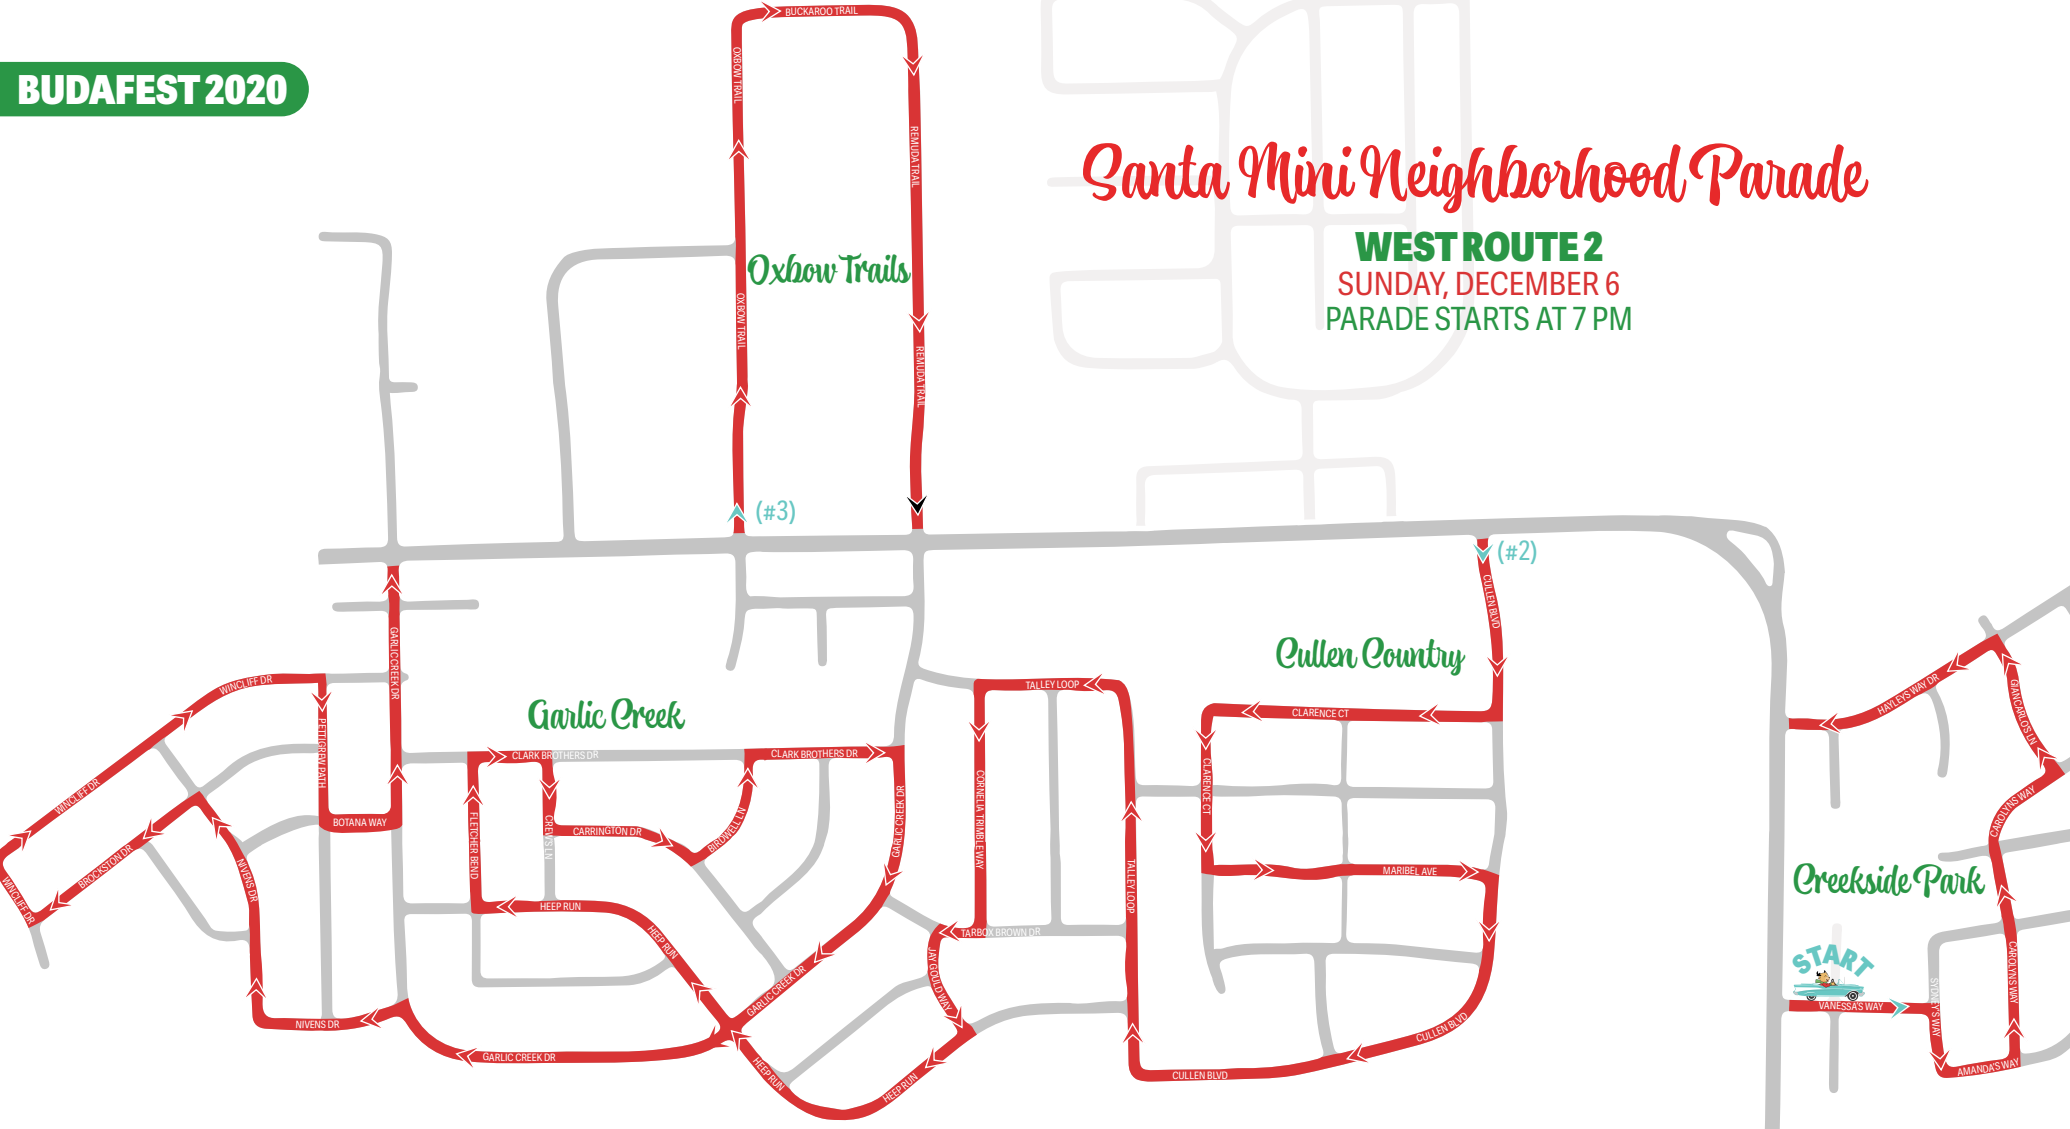 BUDAFEST 2020
Santa Mini Neighborhood Parade
WEST ROUTE 2
SUNDAY, DECEMBER 6
PARADE STARTS AT 7 PM
BUCKAROO TRAIL
OXBOW TRAIL
REMUDA TRAIL
Oxbow Trails
OXBOW TRAIL
REMUDA TRAIL
(#3)
(#2)
CULLEN BLVD
Cullen Country
CLARENCE CT
CLARENCE CT
MARIBEL AVE
CULLEN BLVD
CULLEN BLVD
TALLEY LOOP
TALLEY LOOP
CORNELIA TRIMBLE WAY
TARBOX BROWN DR
JAY GOULD WAY
HEEP RUN
HEEP RUN
HEEP RUN
HEEP RUN
FLETCHER BEND
Garlic Creek
CLARK BROTHERS DR
CREWS LN
CARRINGTON DR
BIRDWELL LN
CLARK BROTHERS DR
GARLIC CREEK DR
GARLIC CREEK DR
GARLIC CREEK DR
NIVENS DR
NIVENS DR
BROCKSTON DR
WINCLIFF DR
WINCLIFF DR
WINCLIFF DR
PETTIGREW PATH
BOTANA WAY
GARLIC CREEK DR
START
VANESSA'S WAY
SYDNEY'S WAY
AMANDA'S WAY
CAROLYNS WAY
CAROLYNS WAY
GIANCARLOS LN
HAYLEYS WAY DR
Creekside Park